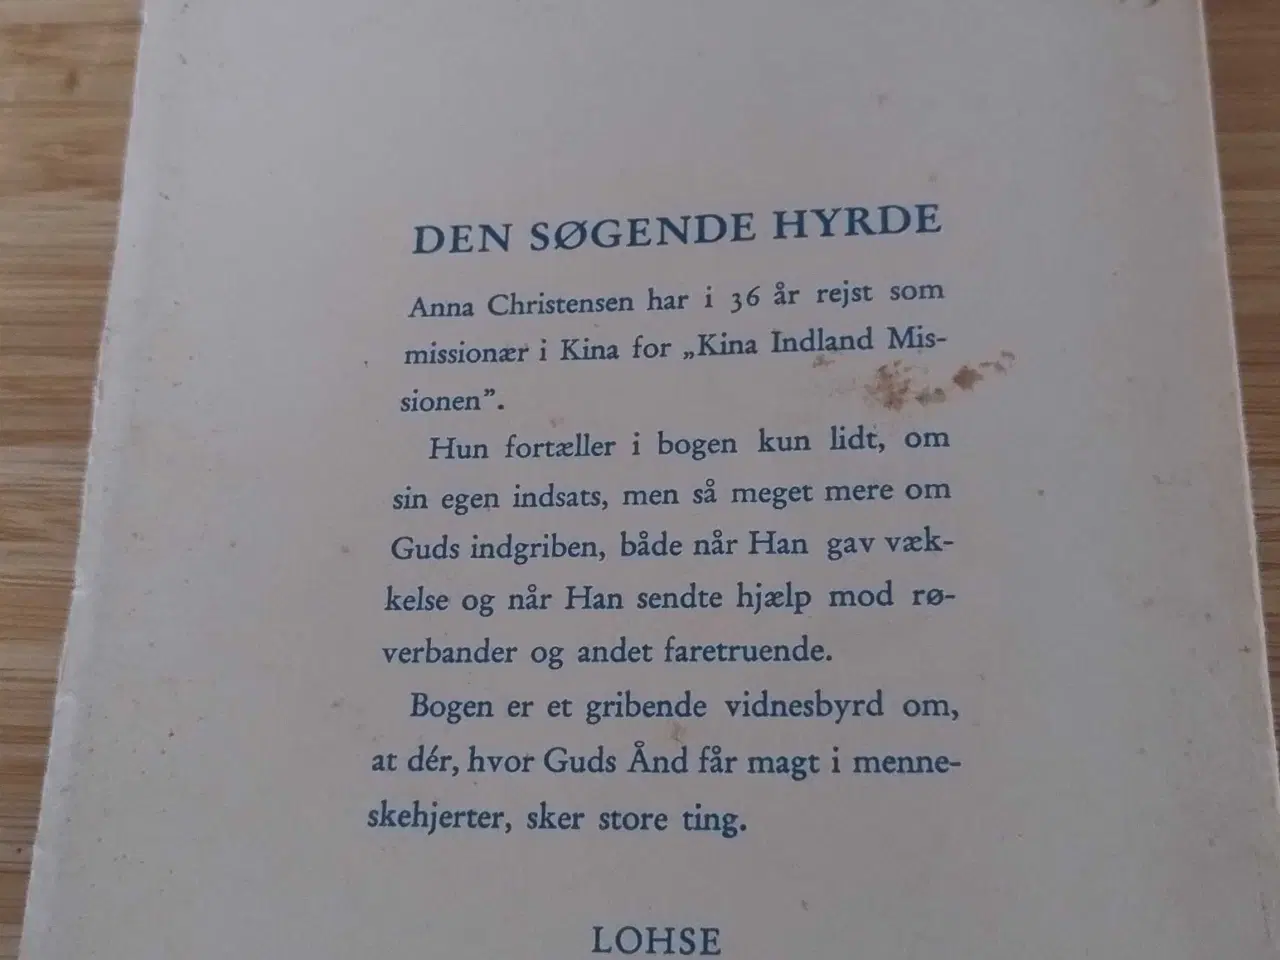 DEN SØGENDE HYRDE
Anna Christensen har i 36 år rejst som
missionær i Kina for „Kina Indland Mis-
sionen”.
Hun fortæller i bogen kun lidt, om
sin egen indsats, men så meget mere om
Guds indgriben, både når Han gav væk-
kelse og når Han sendte hjælp mod rø-
verbander og andet faretruende.
Bogen er et gribende vidnesbyrd om,
at dér, hvor Guds Ånd får magt i menne-
skehjerter, sker store ting.
LOHSE